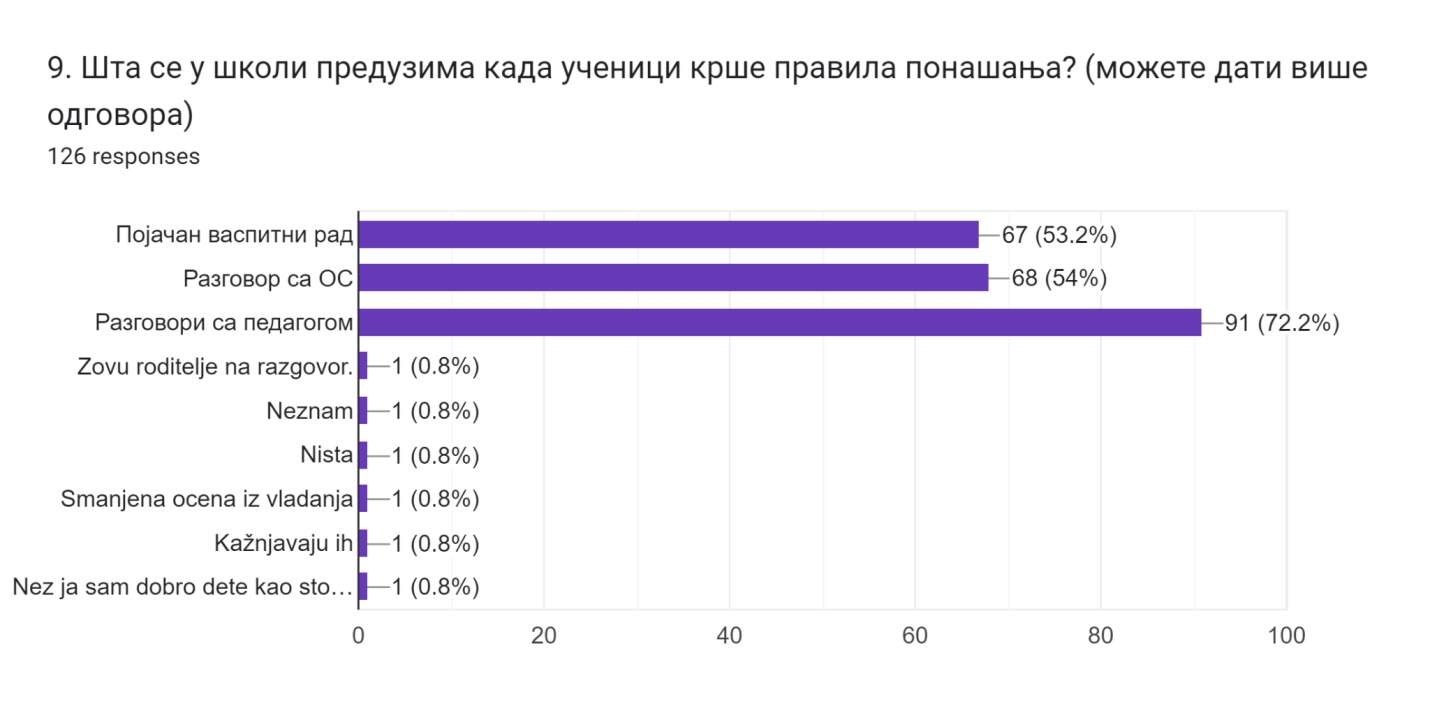 9. Шта се у школи предузима када ученици крше правила понашања? (можете дати више
одговора)
126 responses
Појачан васпитни рад
67 (53.2%)
Разговор са ОС
68 (54%)
Разговори са педагогом
91 (72.2%)
Zovu roditelje na razgovor.
1 (0.8%)
Neznam
1 (0.8%)
Nista
1 (0.8%)
Smanjena ocena iz vladanja
1 (0.8%)
Kažnjavaju ih
1 (0.8%)
Nez ja sam dobro dete kao sto…
1 (0.8%)
0 20 40 60 80 100